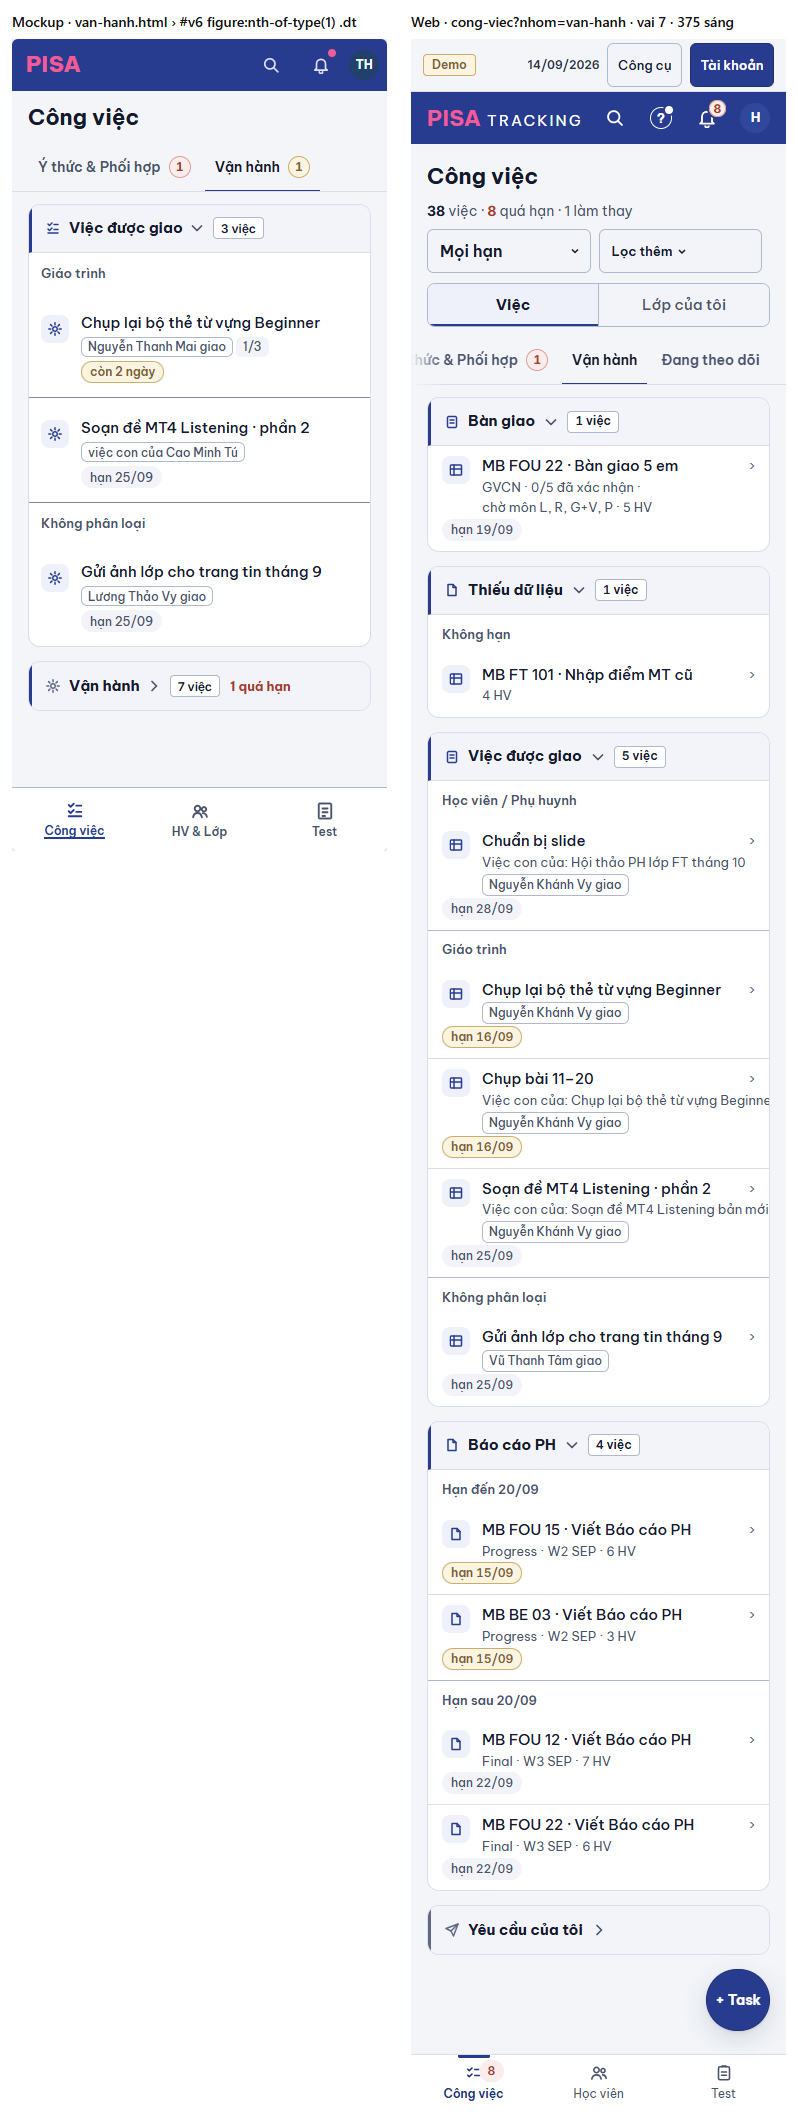 Mockup · van-hanh.html › #v6 figure:nth-of-type(1) .dt
PISA
TH
Công việc
Ý thức & Phối hợp 1
Vận hành 1
Việc được giao 3 việc
Giáo trình
Chụp lại bộ thẻ từ vựng Beginner
Nguyễn Thanh Mai giao 1/3
còn 2 ngày
Soạn đề MT4 Listening · phần 2
việc con của Cao Minh Tú
hạn 25/09
Không phân loại
Gửi ảnh lớp cho trang tin tháng 9
Lương Thảo Vy giao
hạn 25/09
Vận hành 7 việc 1 quá hạn
Công việc
HV & Lớp
Test
Web · cong-viec?nhom=van-hanh · vai 7 · 375 sáng
Demo
14/09/2026
Công cụ
Tài khoản
PISA TRACKING
?
8
H
Công việc
38 việc · 8 quá hạn · 1 làm thay
Mọi hạn
Lọc thêm
Việc
Lớp của tôi
hức & Phối hợp 1
Vận hành
Đang theo dõi
Bàn giao 1 việc
MB FOU 22 · Bàn giao 5 em
GVCN · 0/5 đã xác nhận ·
chờ môn L, R, G+V, P · 5 HV
hạn 19/09
Thiếu dữ liệu 1 việc
Không hạn
MB FT 101 · Nhập điểm MT cũ
4 HV
Việc được giao 5 việc
Học viên / Phụ huynh
Chuẩn bị slide
Việc con của: Hội thảo PH lớp FT tháng 10
Nguyễn Khánh Vy giao
hạn 28/09
Giáo trình
Chụp lại bộ thẻ từ vựng Beginner
Nguyễn Khánh Vy giao
hạn 16/09
Chụp bài 11–20
Việc con của: Chụp lại bộ thẻ từ vựng Beginne
Nguyễn Khánh Vy giao
hạn 16/09
Soạn đề MT4 Listening · phần 2
Việc con của: Soạn đề MT4 Listening bản mới
Nguyễn Khánh Vy giao
hạn 25/09
Không phân loại
Gửi ảnh lớp cho trang tin tháng 9
Vũ Thanh Tâm giao
hạn 25/09
Báo cáo PH 4 việc
Hạn đến 20/09
MB FOU 15 · Viết Báo cáo PH
Progress · W2 SEP · 6 HV
hạn 15/09
MB BE 03 · Viết Báo cáo PH
Progress · W2 SEP · 3 HV
hạn 15/09
Hạn sau 20/09
MB FOU 12 · Viết Báo cáo PH
Final · W3 SEP · 7 HV
hạn 22/09
MB FOU 22 · Viết Báo cáo PH
Final · W3 SEP · 6 HV
hạn 22/09
Yêu cầu của tôi
+ Task
8
Công việc
Học viên
Test